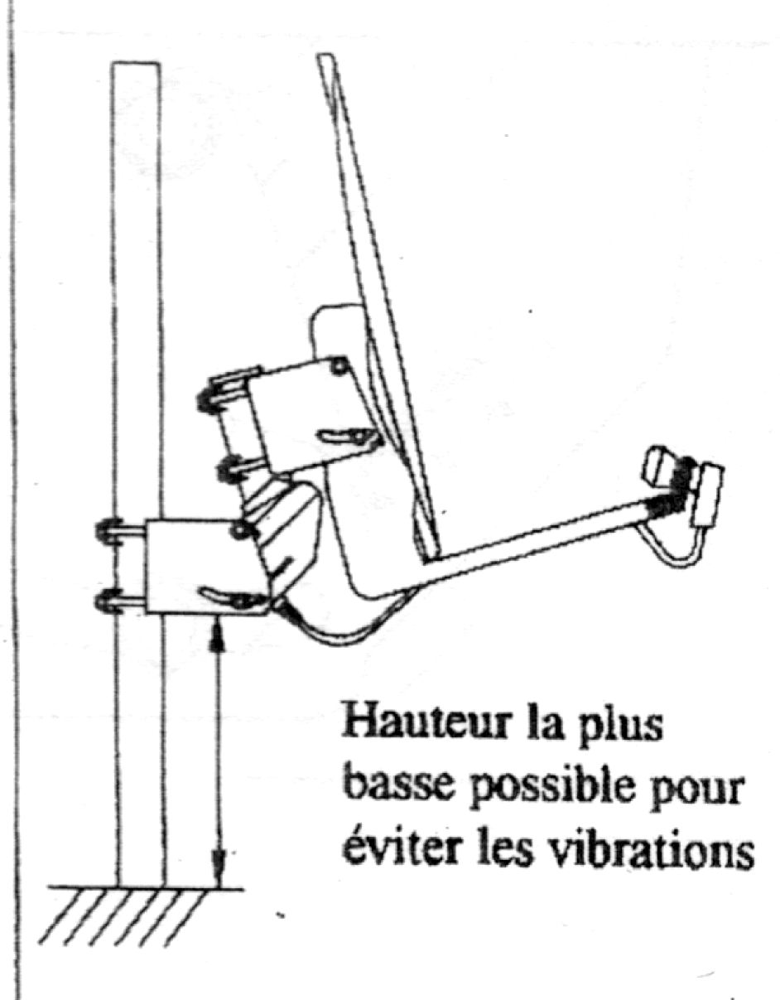 Hauteur la plus
basse possible pour
éviter les vibrations